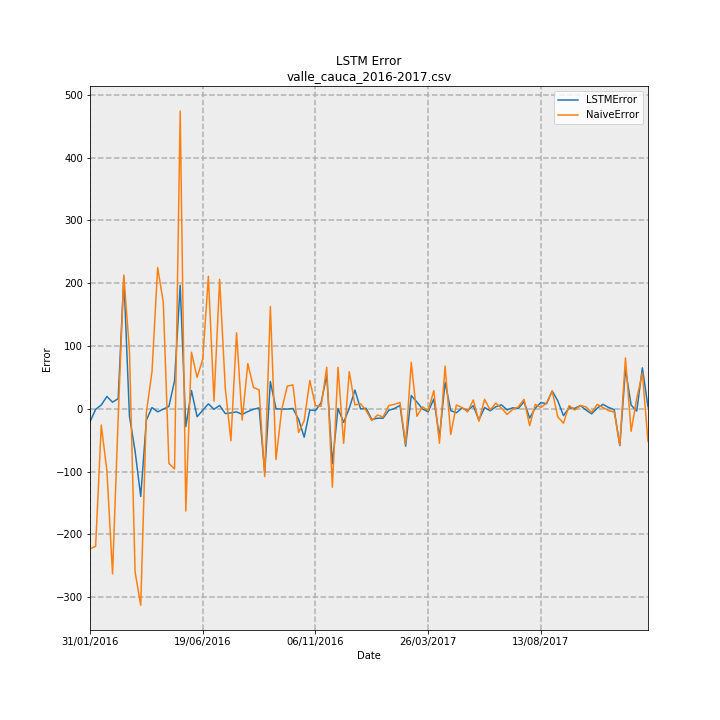 LSTM Error
valle_cauca_2016-2017.csv
LSTMError
NaiveError
500
400
300
200
100
0
−100
−200
−300
Error
31/01/2016
19/06/2016
06/11/2016
26/03/2017
13/08/2017
Date